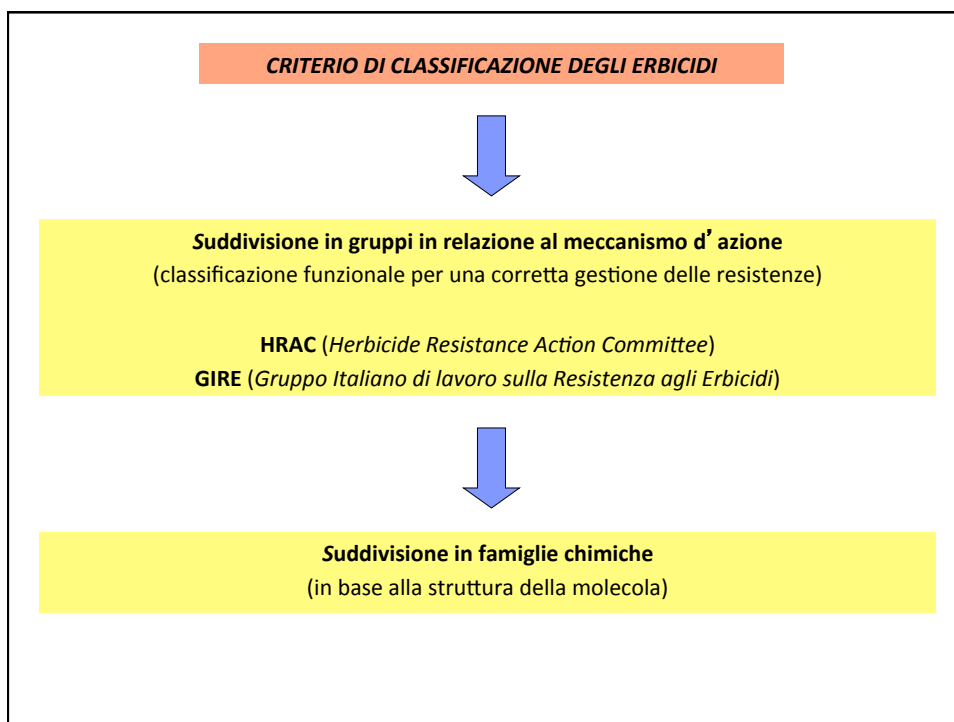 CRITERIO DI CLASSIFICAZIONE DEGLI ERBICIDI
Suddivisione in gruppi in relazione al meccanismo d’ azione
(classificazione funzionale per una corretta gestione delle resistenze)
HRAC (Herbicide Resistance Action Committee)
GIRE (Gruppo Italiano di lavoro sulla Resistenza agli Erbicidi)
Suddivisione in famiglie chimiche
(in base alla struttura della molecola)